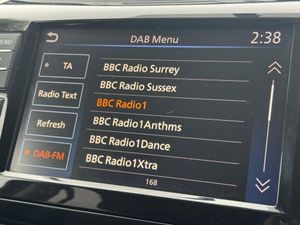 DAB Menu
2:38
MENU
TA
BBC Radio Surrey
BBC Radio Sussex
Radio Text
BBC Radio1
Refresh
BBC Radio1Anthms
BBC Radio1Dance
DAB-FM
BBC Radio1Xtra
168